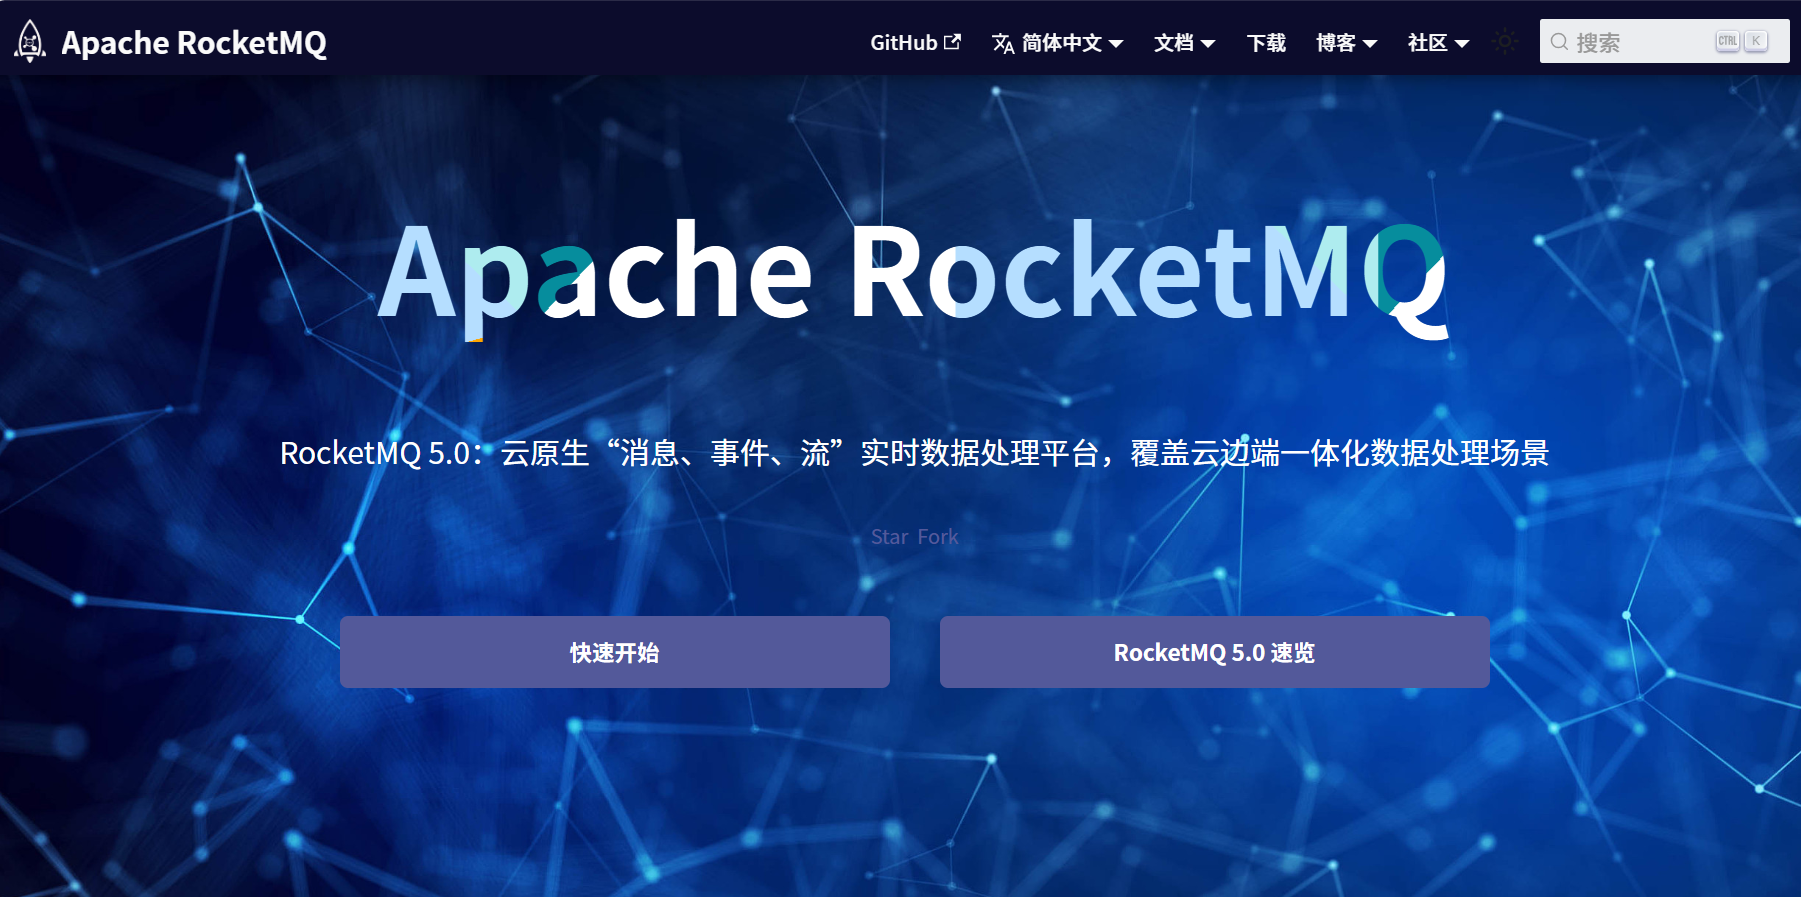 Apache RocketMQ GitHub 简体中文 文档 下载 博客 社区 搜索 CTRL K
Apache RocketMQ
RocketMQ 5.0：云原生“消息、事件、流”实时数据处理平台，覆盖云边端一体化数据处理场景
Star Fork
快速开始 RocketMQ 5.0 速览